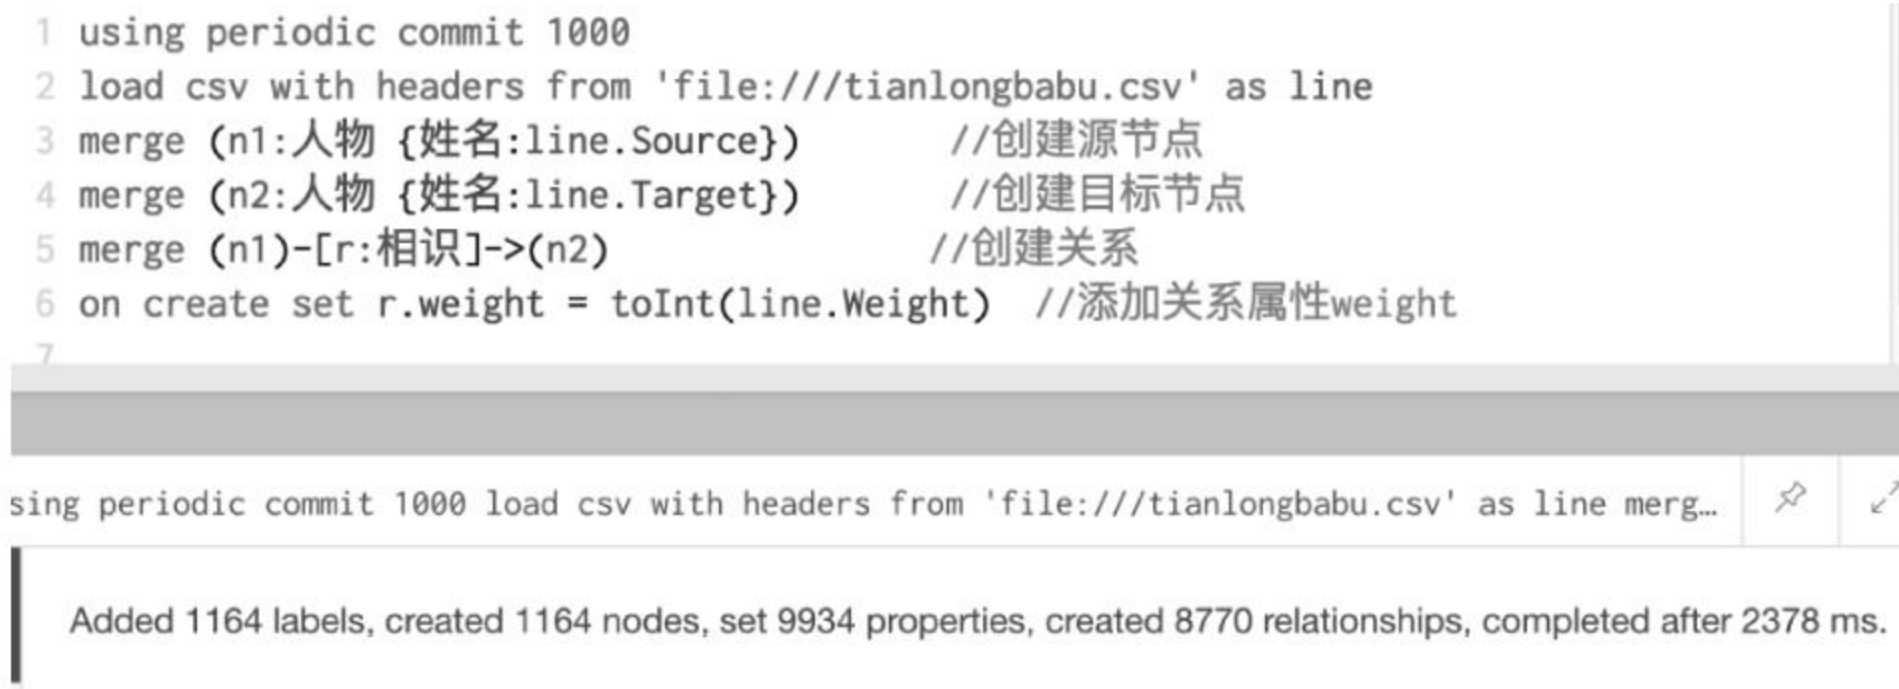 1 using periodic commit 1000
2 load csv with headers from 'file:///tianlongbabu.csv' as line
3 merge (n1:人物 {姓名:line.Source}) //创建源节点
4 merge (n2:人物 {姓名:line.Target}) //创建目标节点
5 merge (n1)-[r:相识]->(n2) //创建关系
6 on create set r.weight = toInt(line.Weight) //添加关系属性weight
7
sing periodic commit 1000 load csv with headers from 'file:///tianlongbabu.csv' as line merg…
Added 1164 labels, created 1164 nodes, set 9934 properties, created 8770 relationships, completed after 2378 ms.